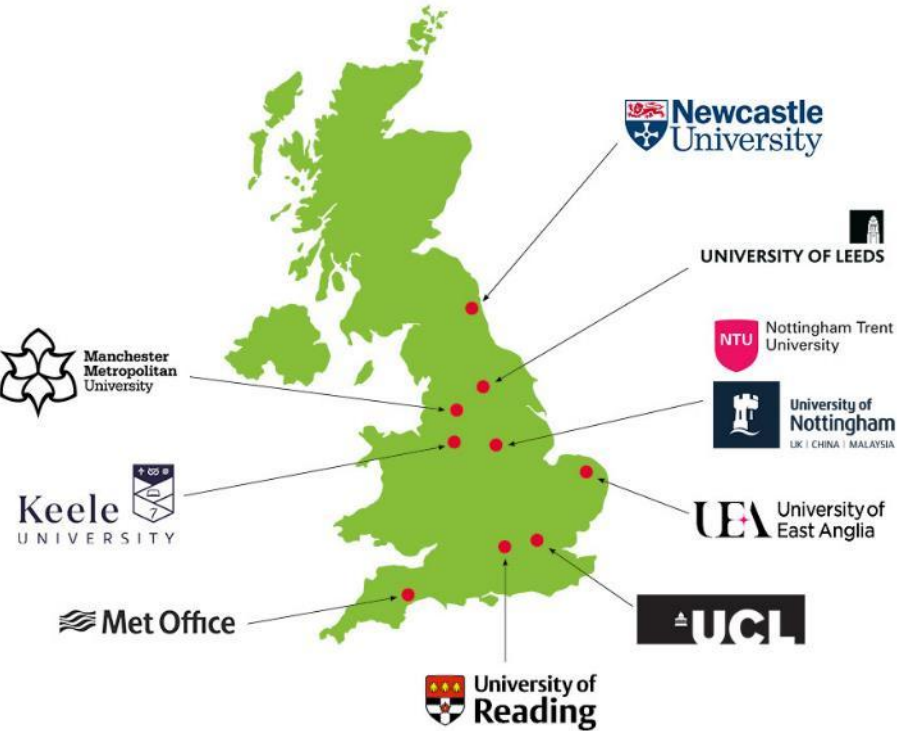 Newcastle
University
UNIVERSITY OF LEEDS
NTU
Nottingham Trent
University
University of
Nottingham
UK | CHINA | MALAYSIA
Manchester
Metropolitan
University
Keele
UNIVERSITY
7
UEA
University of
East Anglia
Met Office
UCL
University of
Reading